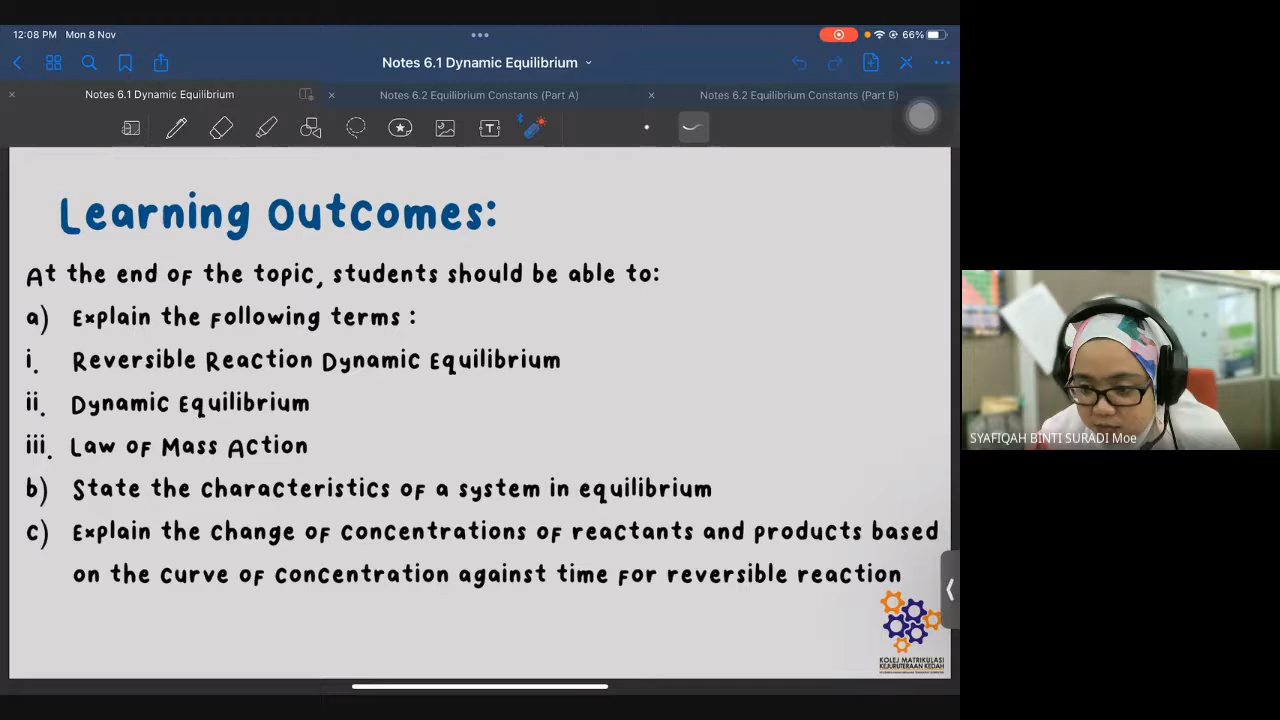 12:08 PM Mon 8 Nov
66%
Notes 6.1 Dynamic Equilibrium
Notes 6.1 Dynamic Equilibrium
Notes 6.2 Equilibrium Constants (Part A)
Notes 6.2 Equilibrium Constants (Part B)
Learning Outcomes:
At the end of the topic, students should be able to:
a) Explain the following terms :
i. Reversible Reaction Dynamic Equilibrium
ii. Dynamic Equilibrium
iii. Law of Mass Action
b) State the characteristics of a system in equilibrium
c) Explain the change of concentrations of reactants and products based
on the curve of concentration against time for reversible reaction
KOLEJ MATRIKULASI
KEJURUTERAAN KEDAH
SYAFIQAH BINTI SURADI Moe